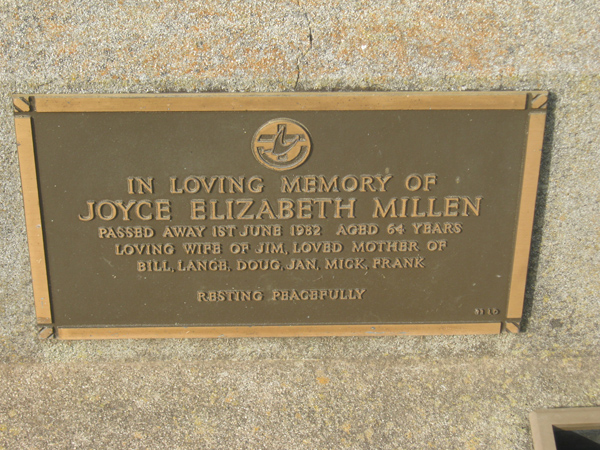 IN LOVING MEMORY OF
JOYCE ELIZABETH MILLEN
PASSED AWAY 1ST JUNE 1982 AGED 64 YEARS
LOVING WIFE OF JIM, LOVED MOTHER OF
BILL, LANCE, DOUG, JAN, MICK, FRANK
RESTING PEACEFULLY